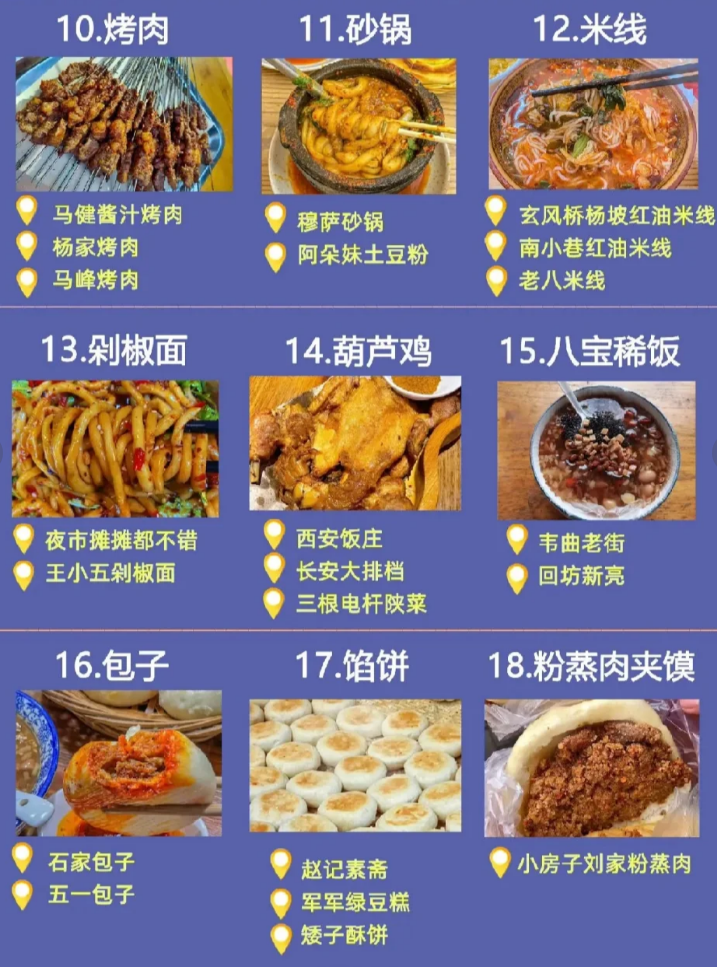 10.烤肉
11.砂锅
12.米线
马健酱汁烤肉
杨家烤肉
马峰烤肉
穆萨砂锅
阿朵妹土豆粉
玄风桥杨坡红油米线
南小巷红油米线
老八米线
13.剁椒面
14.葫芦鸡
15.八宝稀饭
夜市摊摊都不错
王小五剁椒面
西安饭庄
长安大排档
三根电杆陕菜
韦曲老街
回坊新亮
16.包子
17.馅饼
18.粉蒸肉夹馍
石家包子
五一包子
赵记素斋
军军绿豆糕
矮子酥饼
小房子刘家粉蒸肉